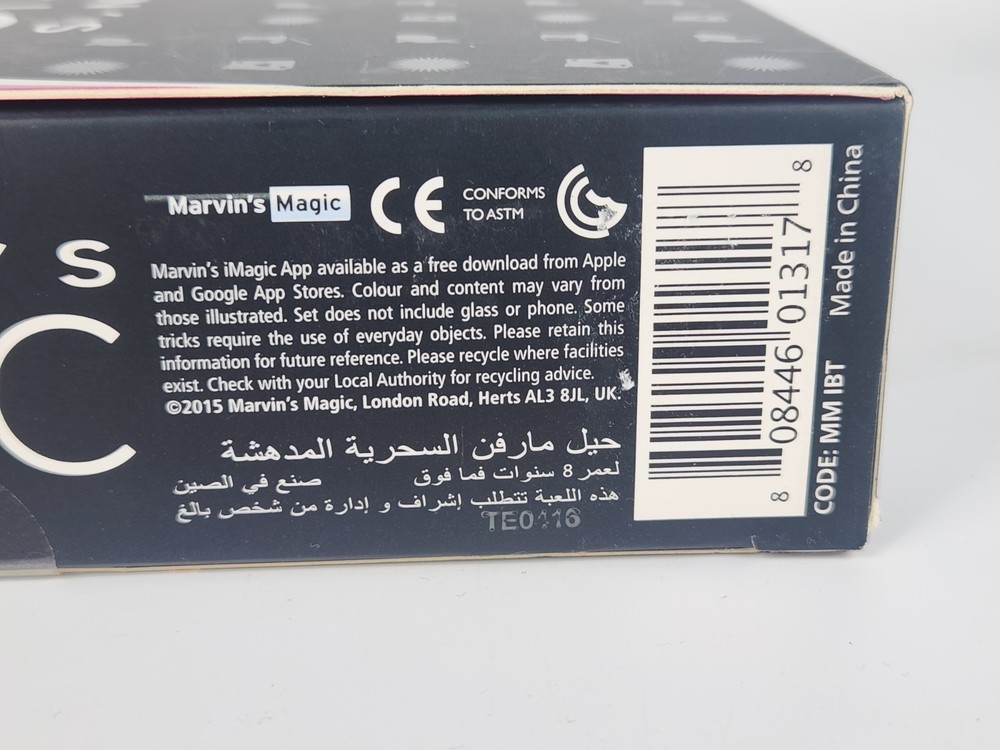 's
C
Marvin's Magic
CE
CONFORMS
TO ASTM
Marvin's iMagic App available as a free download from Apple
and Google App Stores. Colour and content may vary from
those illustrated. Set does not include glass or phone. Some
tricks require the use of everyday objects. Please retain this
information for future reference. Please recycle where facilities
exist. Check with your Local Authority for recycling advice.
©2015 Marvin's Magic, London Road, Herts AL3 8JL, UK.
حيل مارفن السحرية المدهشة
لعمر 8 سنوات فما فوق صنع في الصين
هذه اللعبة تتطلب إشراف و إدارة من شخص بالغ
TE0416
8 08446 01317 8
CODE: MM IBT Made in China